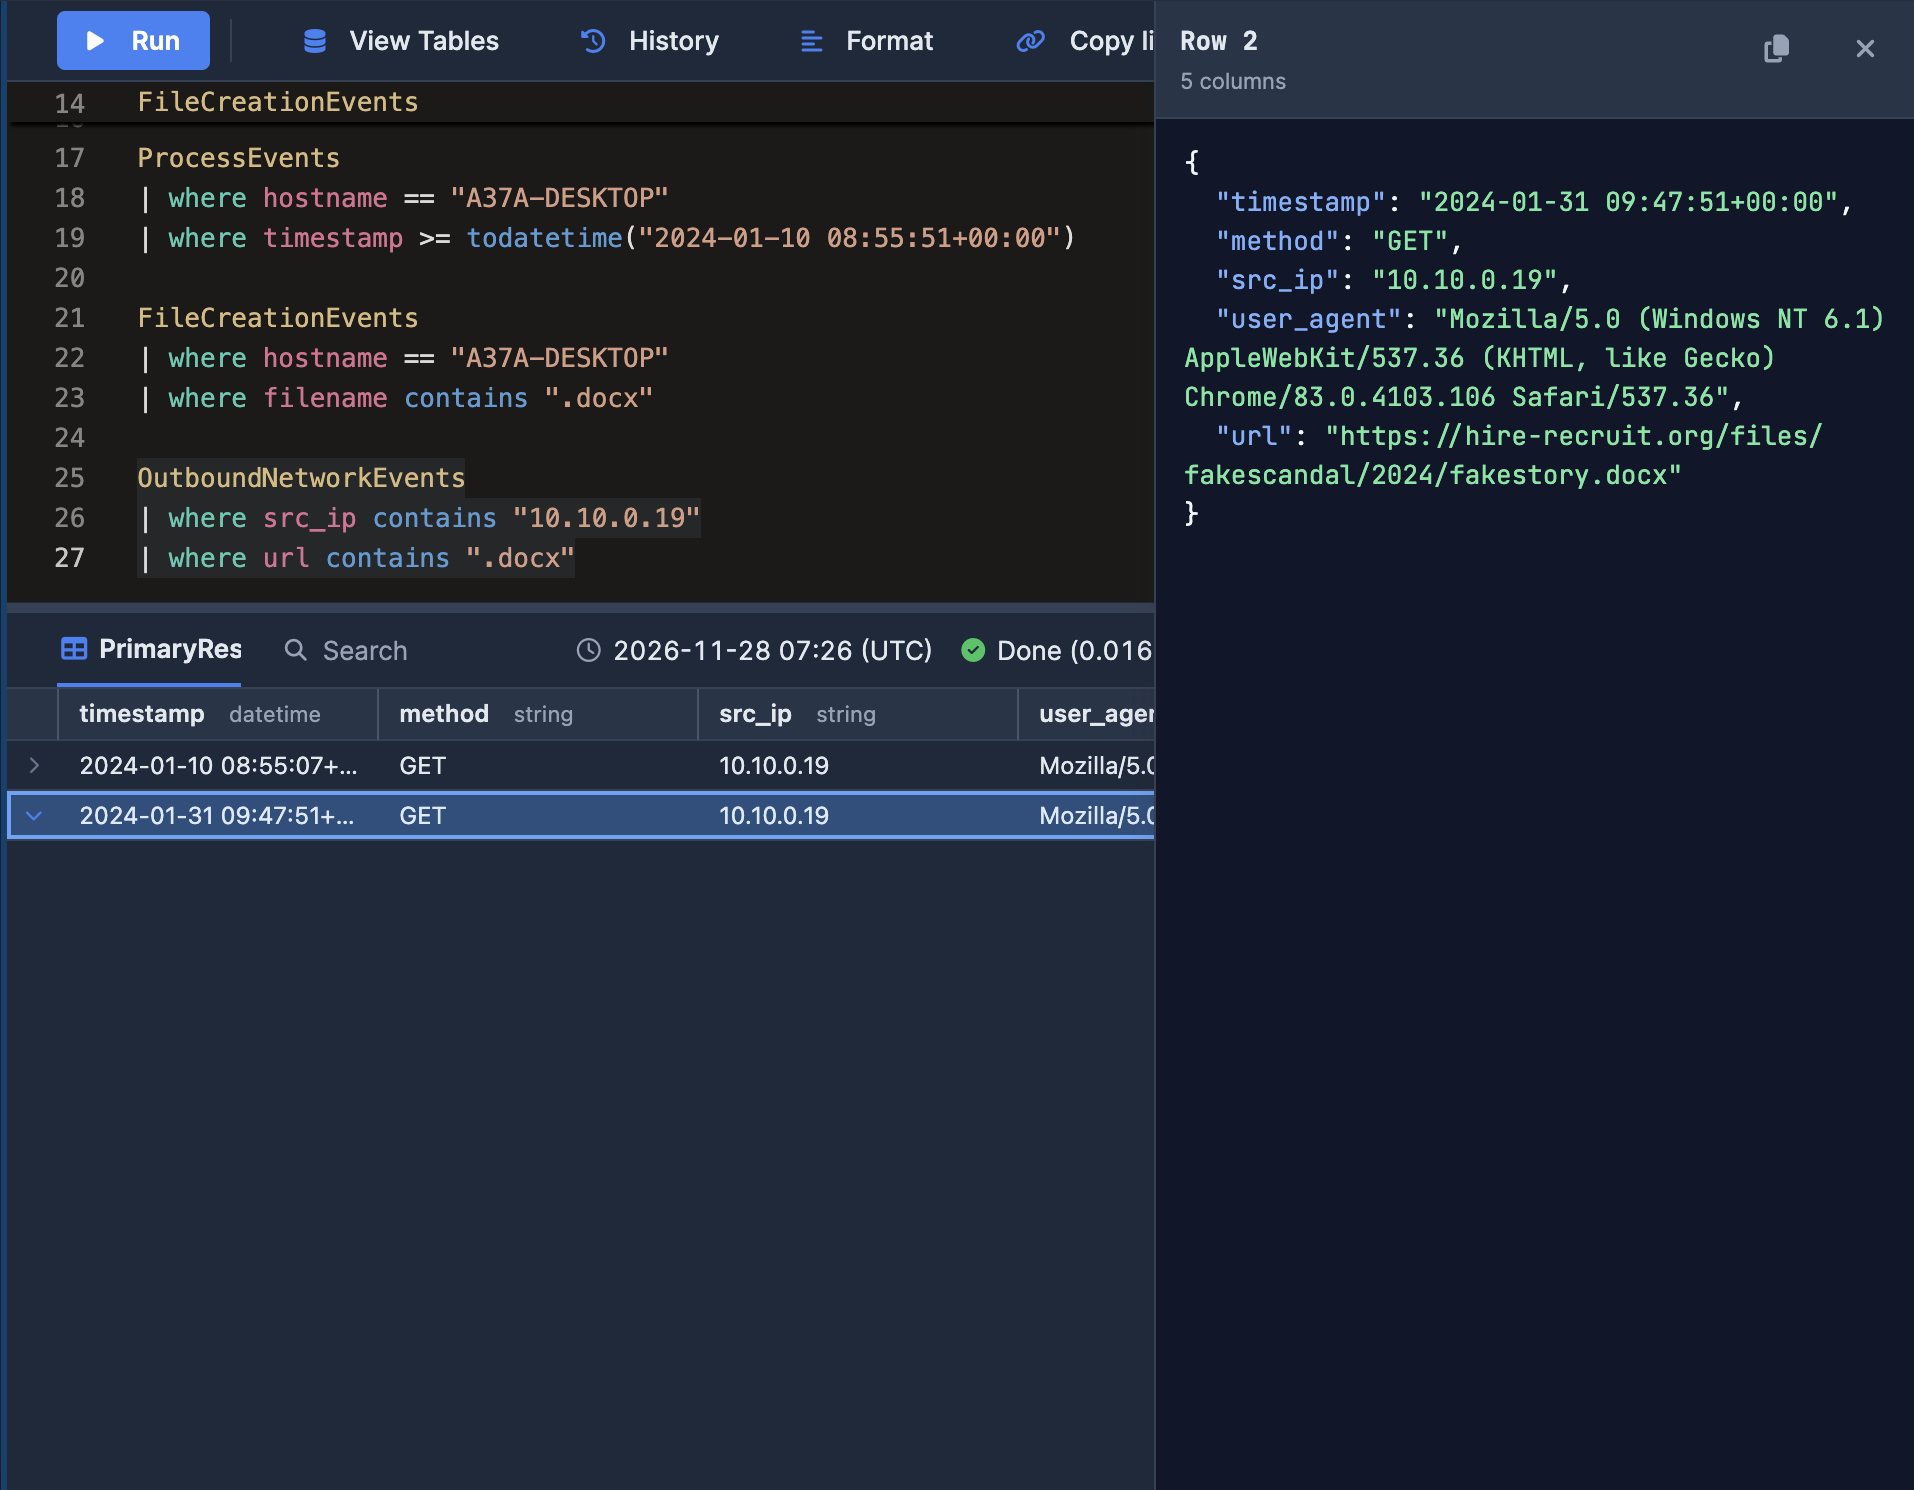 Run
View Tables
History
Format
Copy li
14 FileCreationEvents
17 ProcessEvents
18 | where hostname == "A37A-DESKTOP"
19 | where timestamp >= todatetime("2024-01-10 08:55:51+00:00")
20
21 FileCreationEvents
22 | where hostname == "A37A-DESKTOP"
23 | where filename contains ".docx"
24
25 OutboundNetworkEvents
26 | where src_ip contains "10.10.0.19"
27 | where url contains ".docx"
PrimaryRes
Search
2026-11-28 07:26 (UTC)
Done (0.016
timestamp datetime method string src_ip string user_ager
2024-01-10 08:55:07+... GET 10.10.0.19 Mozilla/5.0
2024-01-31 09:47:51+... GET 10.10.0.19 Mozilla/5.0
Row 2
5 columns
{
"timestamp": "2024-01-31 09:47:51+00:00",
"method": "GET",
"src_ip": "10.10.0.19",
"user_agent": "Mozilla/5.0 (Windows NT 6.1)
AppleWebKit/537.36 (KHTML, like Gecko)
Chrome/83.0.4103.106 Safari/537.36",
"url": "https://hire-recruit.org/files/
fakescandal/2024/fakestory.docx"
}